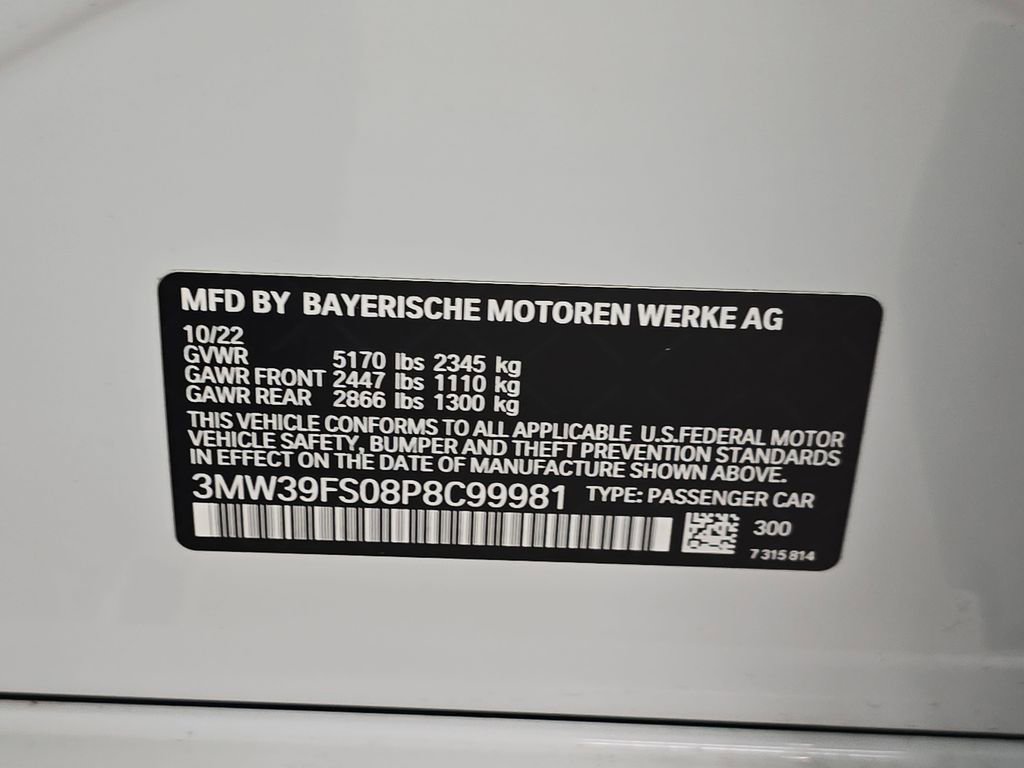 MFD BY BAYERISCHE MOTOREN WERKE AG
10/22
GVWR 5170 lbs 2345 kg
GAWR FRONT 2447 lbs 1110 kg
GAWR REAR 2866 lbs 1300 kg
THIS VEHICLE CONFORMS TO ALL APPLICABLE U.S.FEDERAL MOTOR
VEHICLE SAFETY, BUMPER AND THEFT PREVENTION STANDARDS
IN EFFECT ON THE DATE OF MANUFACTURE SHOWN ABOVE.
3MW39FS08P8C99981 TYPE: PASSENGER CAR
300
7 315 814